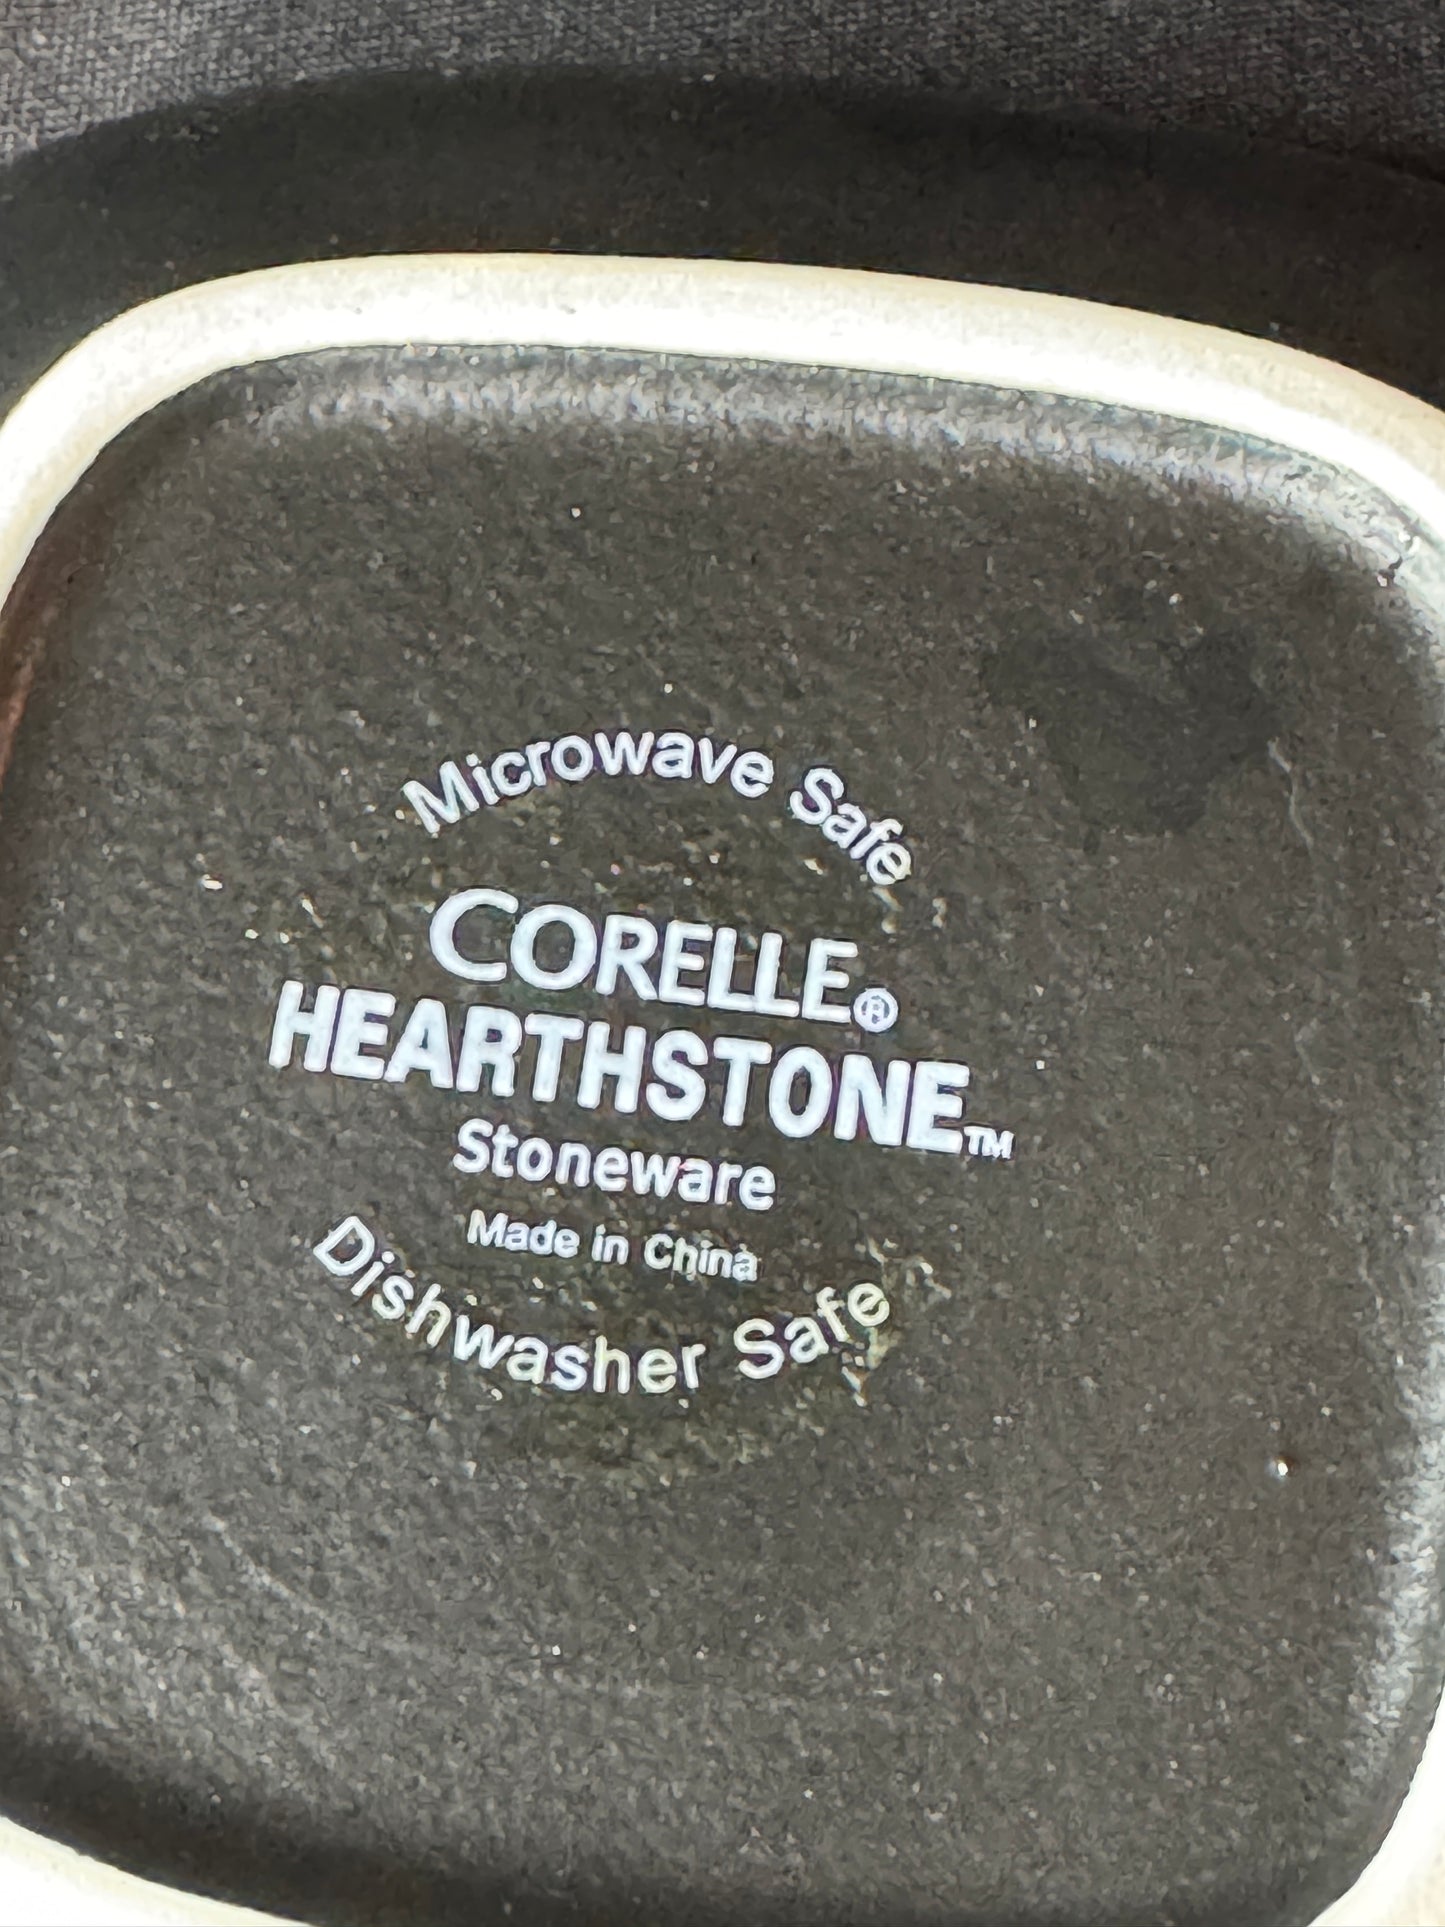 Microwave Safe
CORELLE®
HEARTHSTONE™
Stoneware
Made in China
Dishwasher Safe